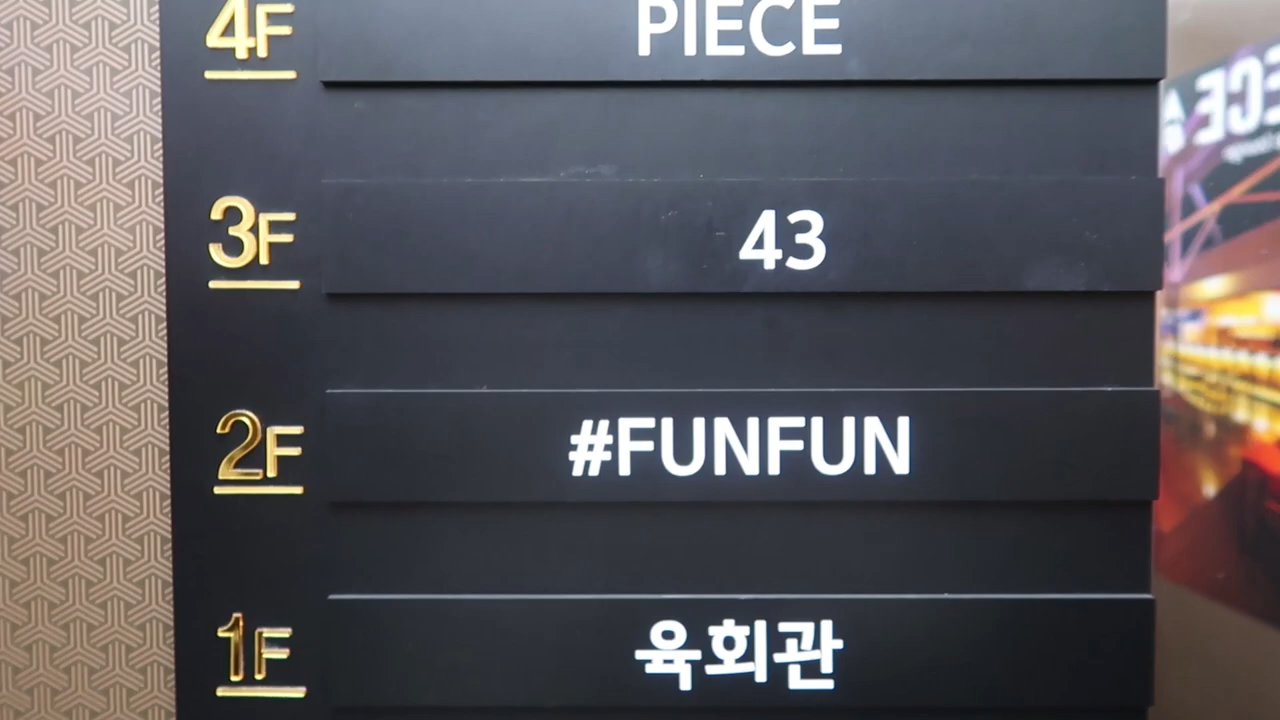 4F PIECE
3F 43
2F #FUNFUN
1F 육회관